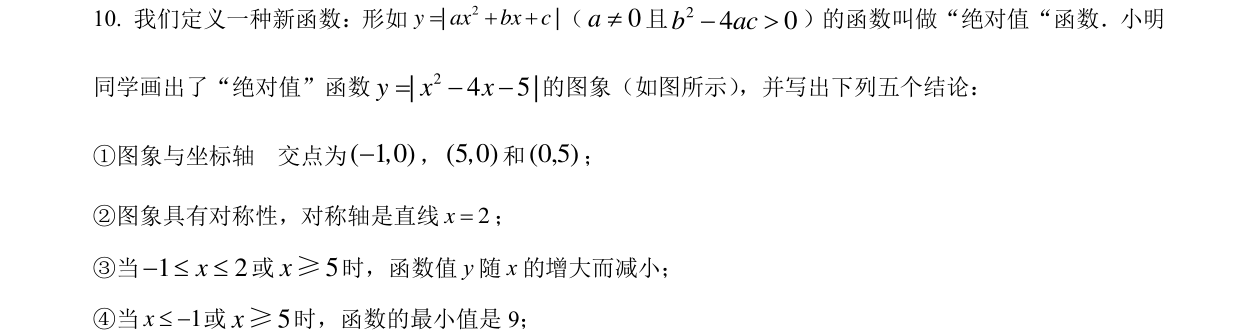 10. 我们定义一种新函数：形如 y=|ax²+bx+c|（a≠0且b²-4ac>0）的函数叫做“绝对值“函数．小明
同学画出了“绝对值”函数 y=|x²-4x-5|的图象（如图所示），并写出下列五个结论：
①图象与坐标轴 交点为(-1,0)，(5,0)和(0,5)；
②图象具有对称性，对称轴是直线 x=2；
③当-1≤x≤2或x≥5时，函数值 y 随 x 的增大而减小；
④当 x≤-1或 x≥5时，函数的最小值是 9；